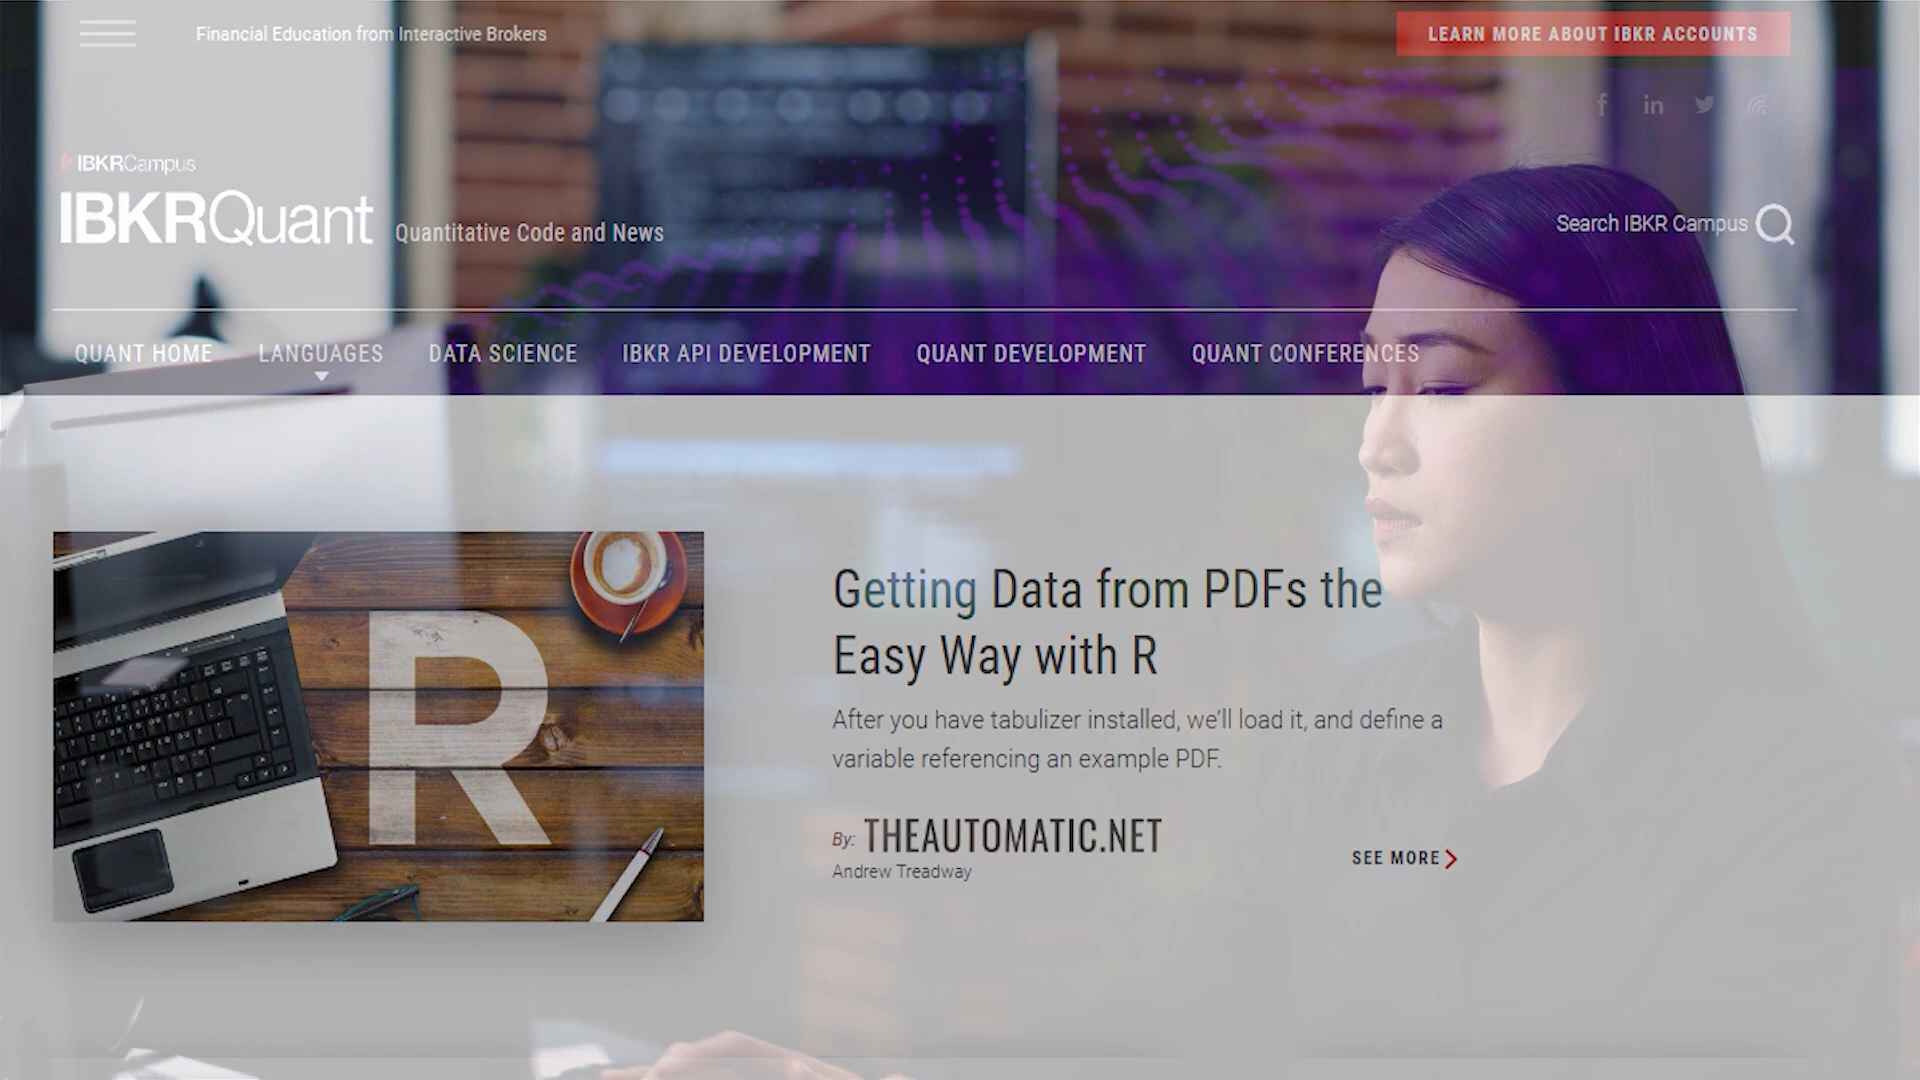 Financial Education from Interactive Brokers
LEARN MORE ABOUT IBKR ACCOUNTS
f in
IBKRCampus
IBKRQuant Quantitative Code and News
Search IBKR Campus
QUANT HOME LANGUAGES DATA SCIENCE IBKR API DEVELOPMENT QUANT DEVELOPMENT QUANT CONFERENCES
R
Getting Data from PDFs the
Easy Way with R
After you have tabulizer installed, we'll load it, and define a
variable referencing an example PDF.
By: THEAUTOMATIC.NET
Andrew Treadway
SEE MORE